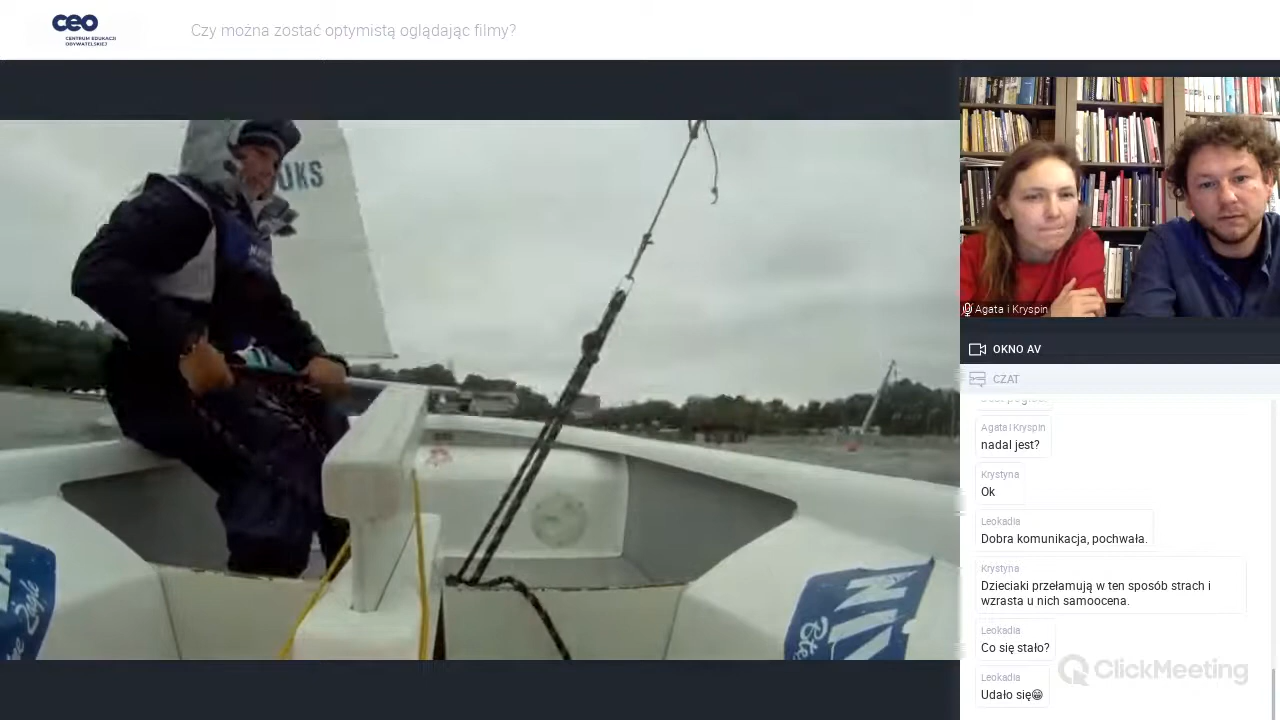 ceo
CENTRUM EDUKACJI
OBYWATELSKIEJ
Czy można zostać optymistą oglądając filmy?
UKS
Agata i Kryspin
OKNO AV
CZAT
Agata i Kryspin
nadal jest?
Krystyna
Ok
Leokadia
Dobra komunikacja, pochwała.
Krystyna
Dzieciaki przełamują w ten sposób strach i
wzrasta u nich samoocena.
Leokadia
Co się stało?
Leokadia
Udało się😁
ClickMeeting